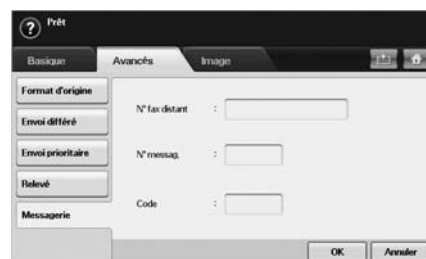 Prêt
Basique Avancés Image
Format d'origine
Envoi différé
Envoi prioritaire
Relevé
Messagerie
N° fax distant :
N° messag. :
Code :
OK Annuler